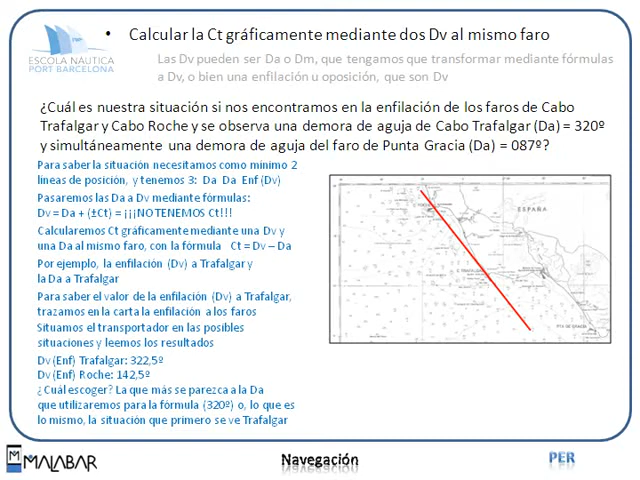 • Calcular la Ct gráficamente mediante dos Dv al mismo faro
ESCOLA NÀUTICA
PORT BARCELONA
Las Dv pueden ser Da o Dm, que tengamos que transformar mediante fórmulas
a Dv, o bien una enfilación u oposición, que son Dv
¿Cuál es nuestra situación si nos encontramos en la enfilación de los faros de Cabo
Trafalgar y Cabo Roche y se observa una demora de aguja de Cabo Trafalgar (Da) = 320º
y simultáneamente una demora de aguja del faro de Punta Gracia (Da) = 087º?
Para saber la situación necesitamos como mínimo 2
líneas de posición, y tenemos 3: Da Da Enf (Dv)
Pasaremos las Da a Dv mediante fórmulas:
Dv = Da + (±Ct) = ¡¡¡NO TENEMOS Ct!!!
Calcularemos Ct gráficamente mediante una Dv y
una Da al mismo faro, con la fórmula Ct = Dv – Da
Por ejemplo, la enfilación (Dv) a Trafalgar y
la Da a Trafalgar
Para saber el valor de la enfilación (Dv) a Trafalgar,
trazamos en la carta la enfilación a los faros
Situamos el transportador en las posibles
situaciones y leemos los resultados
Dv (Enf) Trafalgar: 322,5º
Dv (Enf) Roche: 142,5º
¿Cuál escoger? La que más se parezca a la Da
que utilizaremos para la fórmula (320º) o, lo que es
lo mismo, la situación que primero se ve Trafalgar
ESPAÑA
PTA DE GRACIA
MALABAR
Navegación
PER